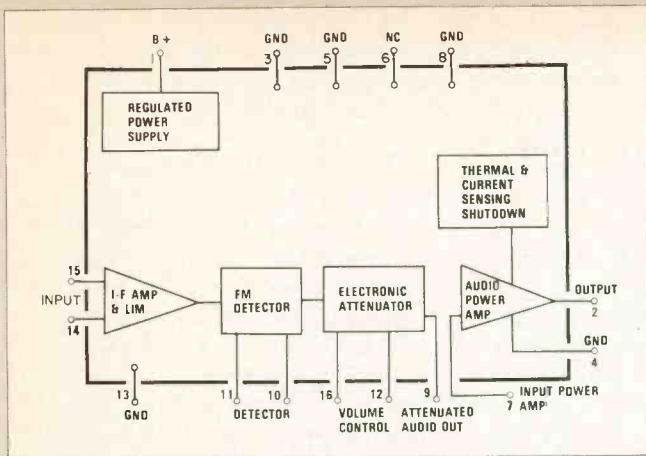 B+
GND
GND
NC
GND
1
3
5
6
8
REGULATED
POWER
SUPPLY
THERMAL &
CURRENT
SENSING
SHUTDOWN
15
INPUT
14
I-F AMP
& LIM
FM
DETECTOR
ELECTRONIC
ATTENUATOR
AUDIO
POWER
AMP
OUTPUT
2
GND
4
13
GND
11
10
DETECTOR
16
12
VOLUME
CONTROL
9
ATTENUATED
AUDIO OUT
INPUT POWER
AMP
7